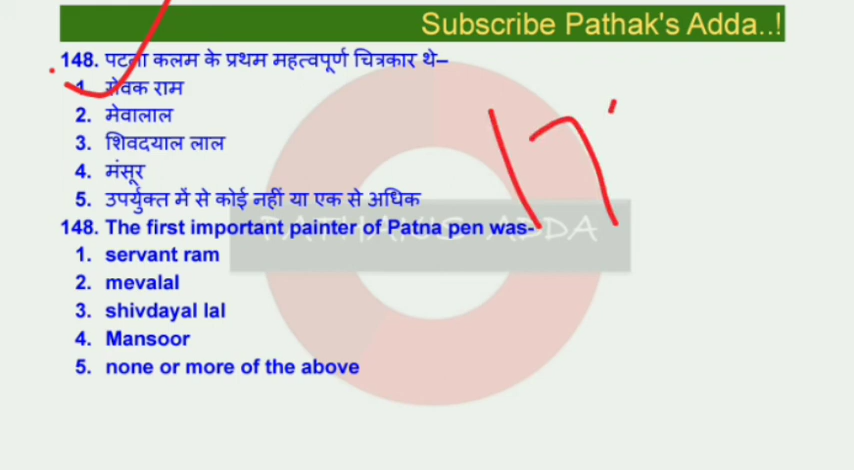 Subscribe Pathak's Adda..!
148. पटना कलम के प्रथम महत्वपूर्ण चित्रकार थे–
1. सेवक राम
2. मेवालाल
3. शिवदयाल लाल
4. मंसूर
5. उपर्युक्त में से कोई नहीं या एक से अधिक
PATHAK'S ADDA
148. The first important painter of Patna pen was-
1. servant ram
2. mevalal
3. shivdayal lal
4. Mansoor
5. none or more of the above